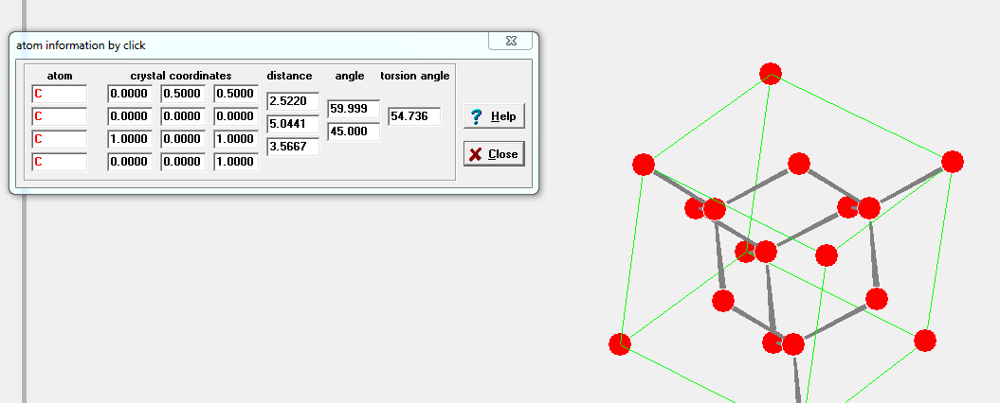 atom information by click
atom crystal coordinates distance angle torsion angle
C 0.0000 0.5000 0.5000
2.5220
59.999
C 0.0000 0.0000 0.0000
54.736
5.0441
Help
45.000
C 1.0000 0.0000 1.0000
3.5667
Close
C 0.0000 0.0000 1.0000